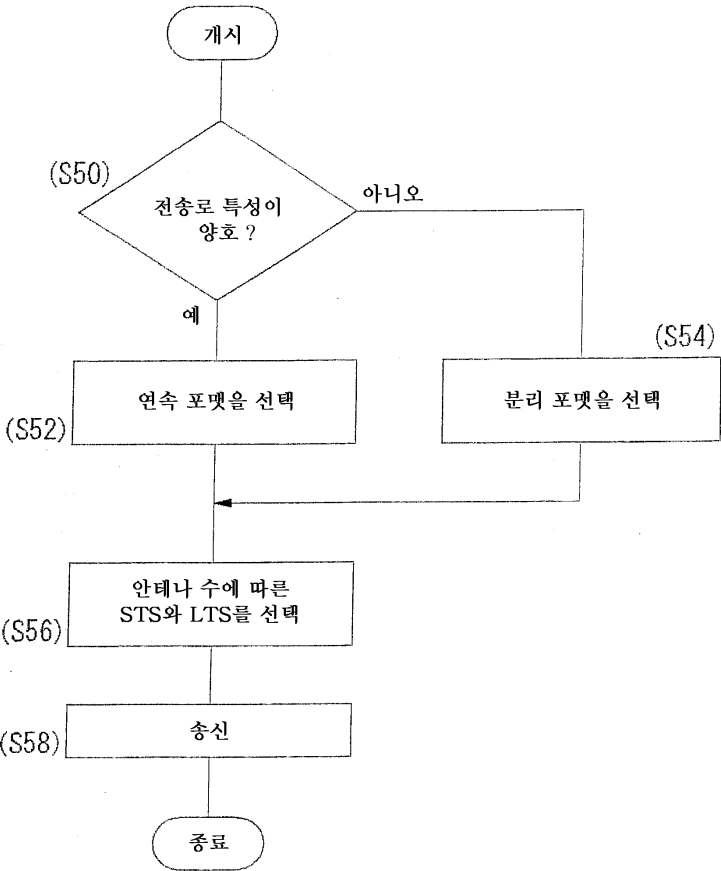 개시
(S50)
전송로 특성이
양호 ?
아니오
예
(S54)
연속 포맷을 선택
분리 포맷을 선택
(S52)
안테나 수에 따른
STS와 LTS를 선택
(S56)
송신
(S58)
종료